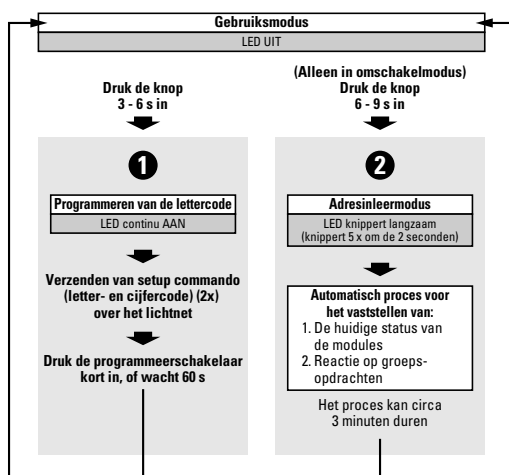 Gebruiksmodus
LED UIT
Druk de knop
3 - 6 s in
(Alleen in omschakelmodus)
Druk de knop
6 - 9 s in
1
Programmeren van de lettercode
LED continu AAN
Verzenden van setup commando
(letter- en cijfercode) (2x)
over het lichtnet
Druk de programmeerschakelaar
kort in, of wacht 60 s
2
Adresinleermodus
LED knippert langzaam
(knippert 5 x om de 2 seconden)
Automatisch proces voor
het vaststellen van:
1. De huidige status van
de modules
2. Reactie op groeps-
opdrachten
Het proces kan circa
3 minuten duren